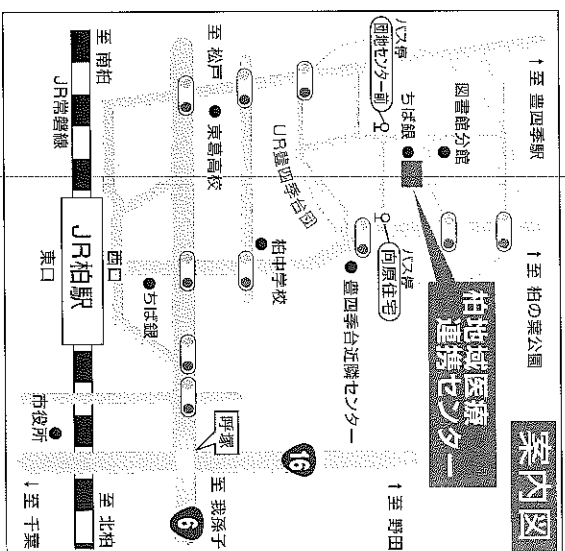 案内図
↑至 豊四季駅
↑至 柏の葉公園
↑至 野田
図書館分館
ちば銀
バス停
団地センター前
バス停
向原住宅
柏地域医療
連携センター
豊四季台近隣センター
UR豊四季台団
柏中学校
至 松戸
東葛高校
ちば銀
呼塚
16
6
至 我孫子
至 南柏
JR常磐線
西口
JR柏駅
東口
市役所
至 北柏
↓至 千葉